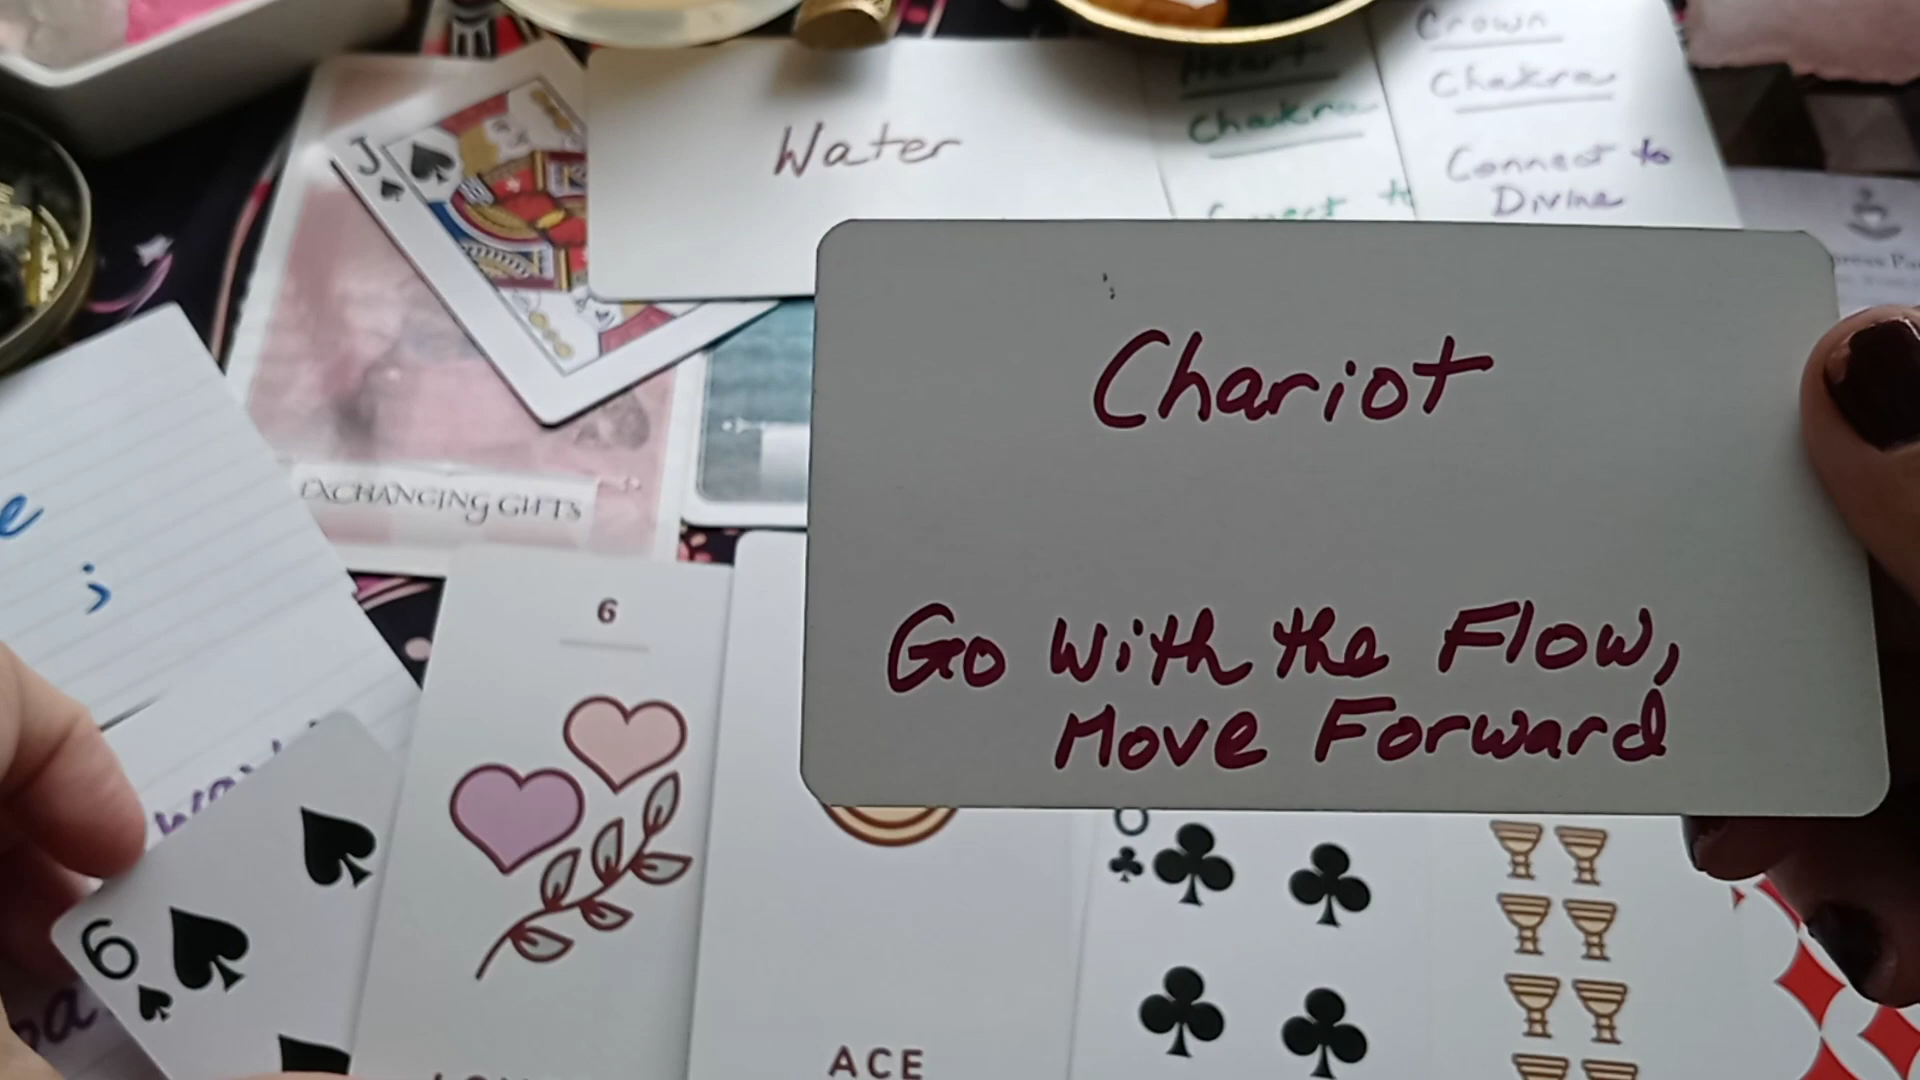 Crown
Chakra
Connect to
Divine
Heart
Chakra
J
Water
Chariot
Go With the Flow,
Move Forward
EXCHANGING GIFTS
6
6
ACE